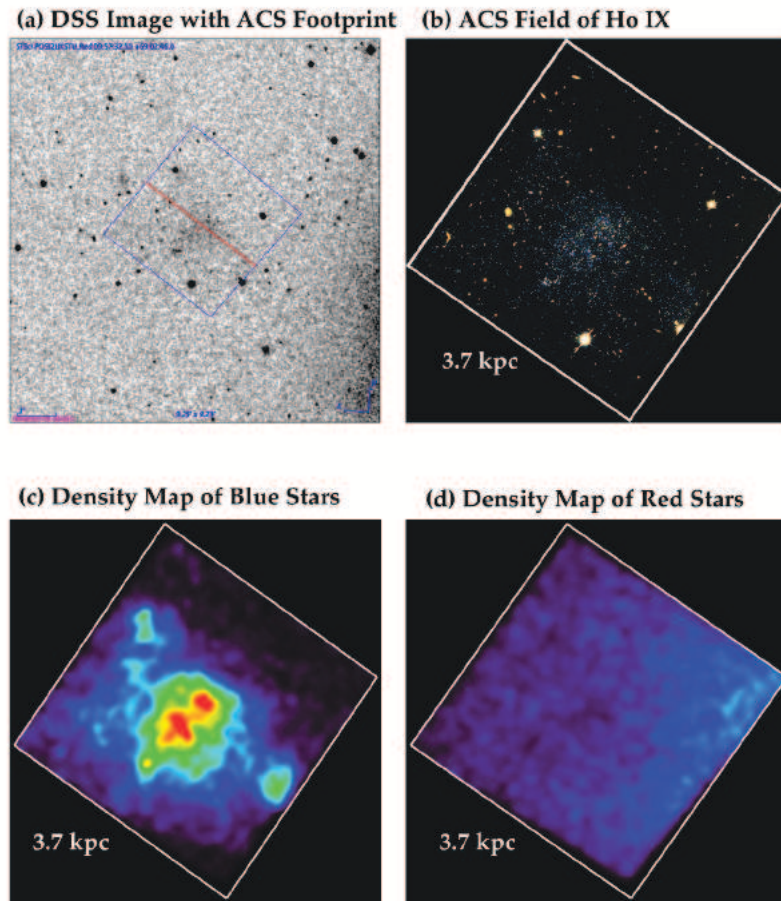 (a) DSS Image with ACS Footprint
(b) ACS Field of Ho IX
3.7 kpc
(c) Density Map of Blue Stars
(d) Density Map of Red Stars
3.7 kpc
3.7 kpc